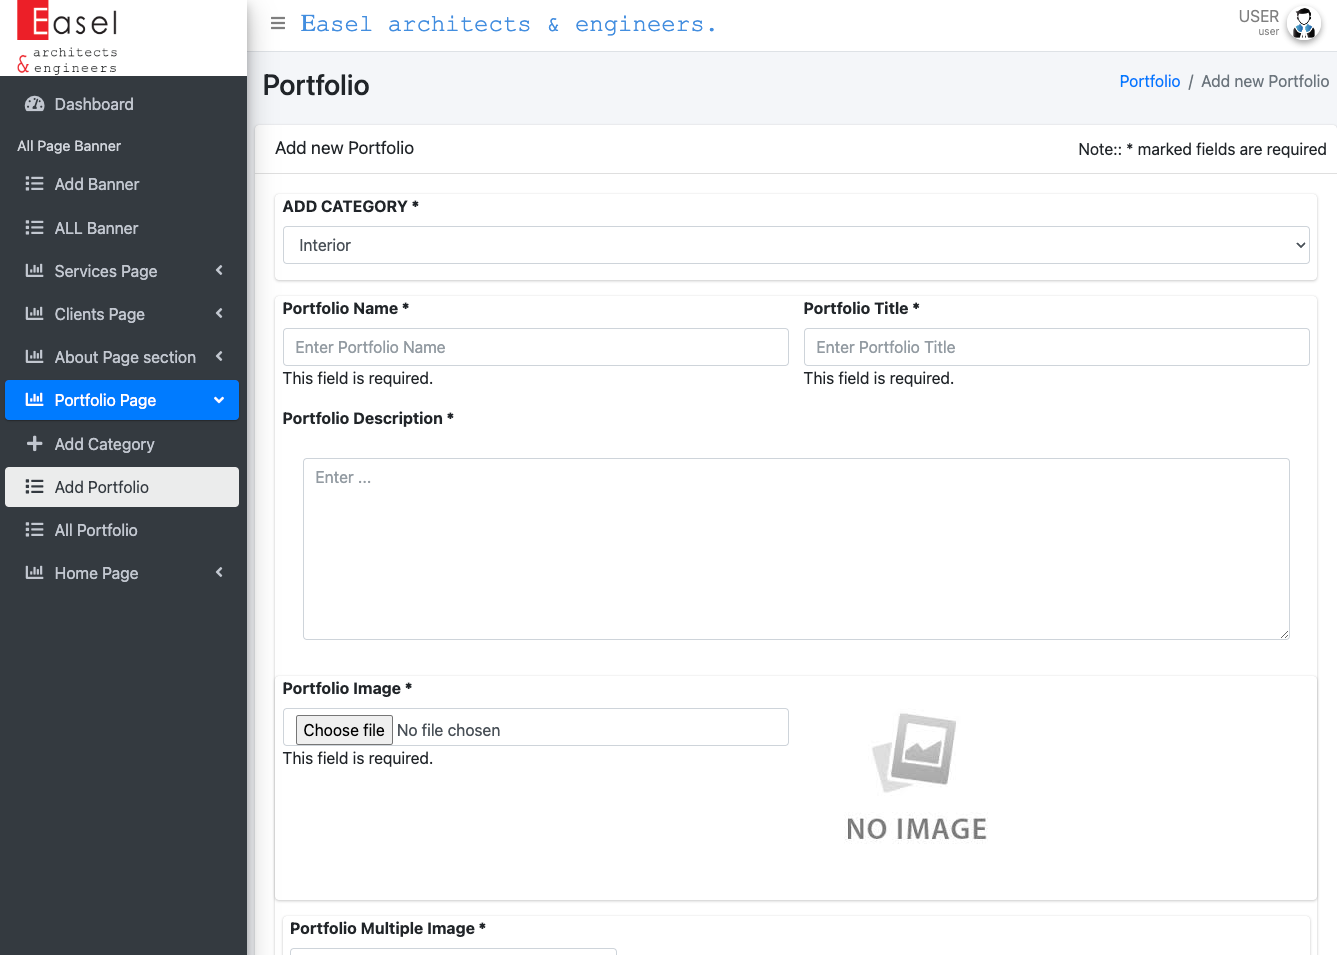 Easel
architects
& engineers
Easel architects & engineers.
USER
user
Dashboard
All Page Banner
Add Banner
ALL Banner
Services Page
Clients Page
About Page section
Portfolio Page
Add Category
Add Portfolio
All Portfolio
Home Page
Portfolio
Portfolio / Add new Portfolio
Add new Portfolio
Note:: * marked fields are required
ADD CATEGORY *
Interior
Portfolio Name *
Enter Portfolio Name
This field is required.
Portfolio Title *
Enter Portfolio Title
This field is required.
Portfolio Description *
Enter ...
Portfolio Image *
Choose file No file chosen
This field is required.
NO IMAGE
Portfolio Multiple Image *